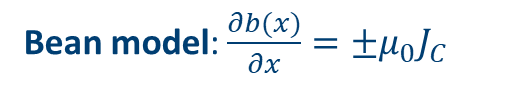 Bean model: ∂b(x)/∂x = ±μ₀J_C